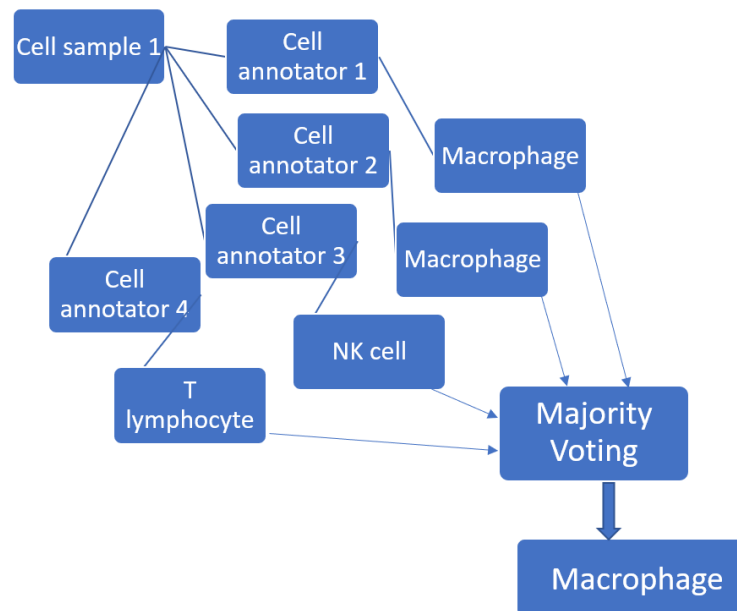 Cell sample 1
Cell
annotator 1
Cell
annotator 2
Macrophage
Cell
annotator 3
Macrophage
Cell
annotator 4
NK cell
T
lymphocyte
Majority
Voting
Macrophage